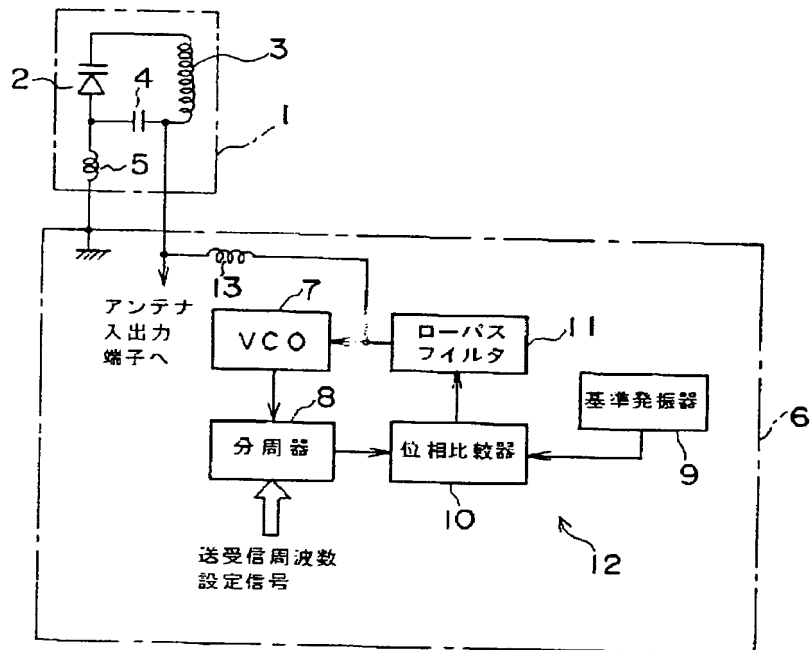 3
2
4
1
5
13
アンテナ
入出力
端子へ
7
VCO
ローパス
フィルタ
11
8
分周器
位相比較器
基準発振器
6
9
10
送受信周波数
設定信号
12